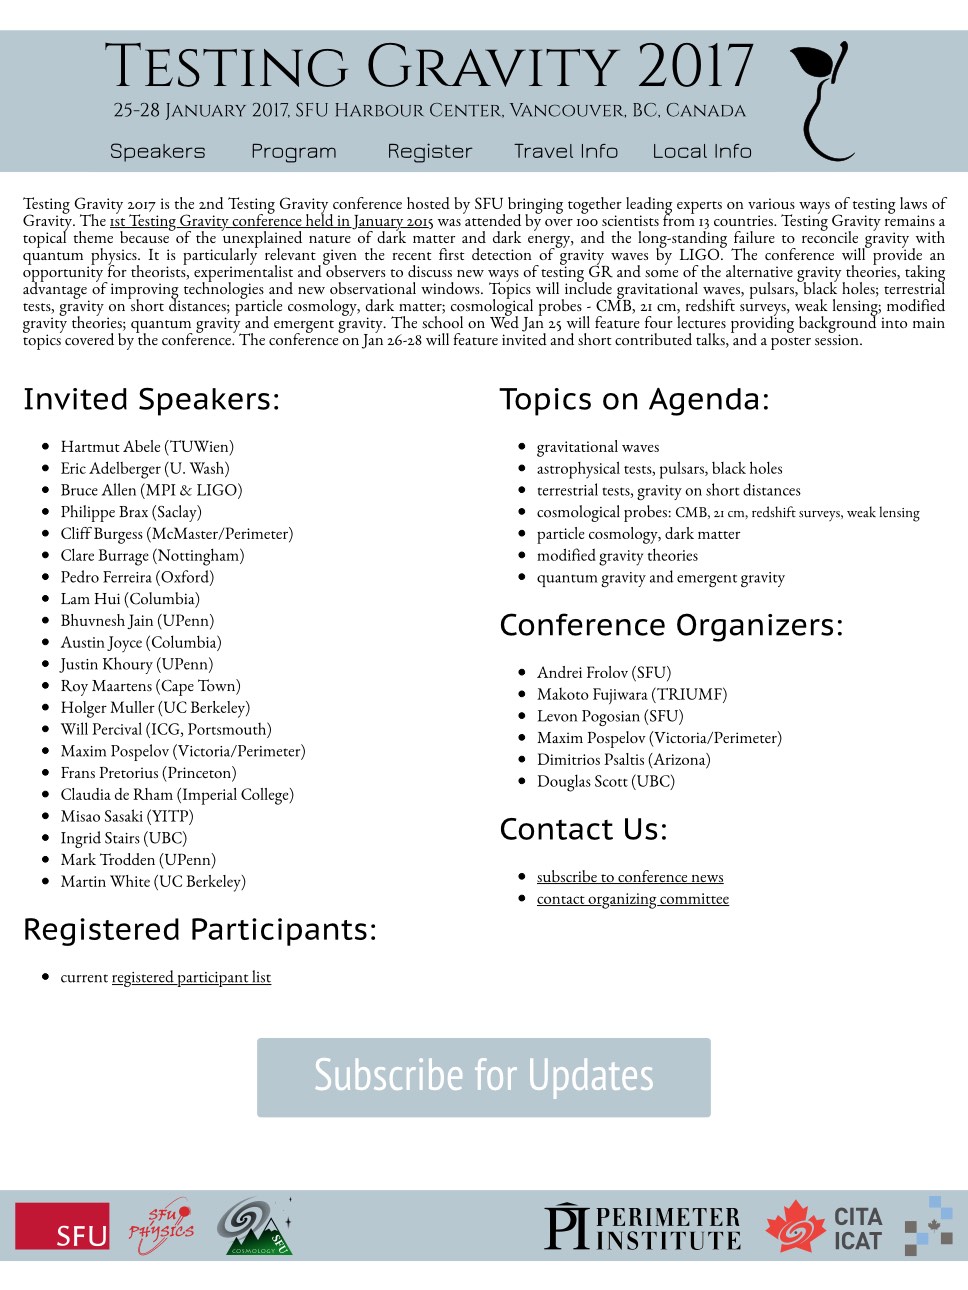 Testing Gravity 2017
25-28 January 2017, SFU Harbour Center, Vancouver, BC, Canada
Speakers Program Register Travel Info Local Info
Testing Gravity 2017 is the 2nd Testing Gravity conference hosted by SFU bringing together leading experts on various ways of testing laws of
Gravity. The 1st Testing Gravity conference held in January 2015 was attended by over 100 scientists from 13 countries. Testing Gravity remains a
topical theme because of the unexplained nature of dark matter and dark energy, and the long-standing failure to reconcile gravity with
quantum physics. It is particularly relevant given the recent first detection of gravity waves by LIGO. The conference will provide an
opportunity for theorists, experimentalist and observers to discuss new ways of testing GR and some of the alternative gravity theories, taking
advantage of improving technologies and new observational windows. Topics will include gravitational waves, pulsars, black holes; terrestrial
tests, gravity on short distances; particle cosmology, dark matter; cosmological probes - CMB, 21 cm, redshift surveys, weak lensing; modified
gravity theories; quantum gravity and emergent gravity. The school on Wed Jan 25 will feature four lectures providing background into main
topics covered by the conference. The conference on Jan 26-28 will feature invited and short contributed talks, and a poster session.
Invited Speakers:
• Hartmut Abele (TUWien)
• Eric Adelberger (U. Wash)
• Bruce Allen (MPI & LIGO)
• Philippe Brax (Saclay)
• Cliff Burgess (McMaster/Perimeter)
• Clare Burrage (Nottingham)
• Pedro Ferreira (Oxford)
• Lam Hui (Columbia)
• Bhuvnesh Jain (UPenn)
• Austin Joyce (Columbia)
• Justin Khoury (UPenn)
• Roy Maartens (Cape Town)
• Holger Muller (UC Berkeley)
• Will Percival (ICG, Portsmouth)
• Maxim Pospelov (Victoria/Perimeter)
• Frans Pretorius (Princeton)
• Claudia de Rham (Imperial College)
• Misao Sasaki (YITP)
• Ingrid Stairs (UBC)
• Mark Trodden (UPenn)
• Martin White (UC Berkeley)
Registered Participants:
• current registered participant list
Topics on Agenda:
• gravitational waves
• astrophysical tests, pulsars, black holes
• terrestrial tests, gravity on short distances
• cosmological probes: CMB, 21 cm, redshift surveys, weak lensing
• particle cosmology, dark matter
• modified gravity theories
• quantum gravity and emergent gravity
Conference Organizers:
• Andrei Frolov (SFU)
• Makoto Fujiwara (TRIUMF)
• Levon Pogosian (SFU)
• Maxim Pospelov (Victoria/Perimeter)
• Dimitrios Psaltis (Arizona)
• Douglas Scott (UBC)
Contact Us:
• subscribe to conference news
• contact organizing committee
Subscribe for Updates
SFU
SFU
PHYSICS
COSMOLOGY
SFU
PI PERIMETER
INSTITUTE
CITA
ICAT